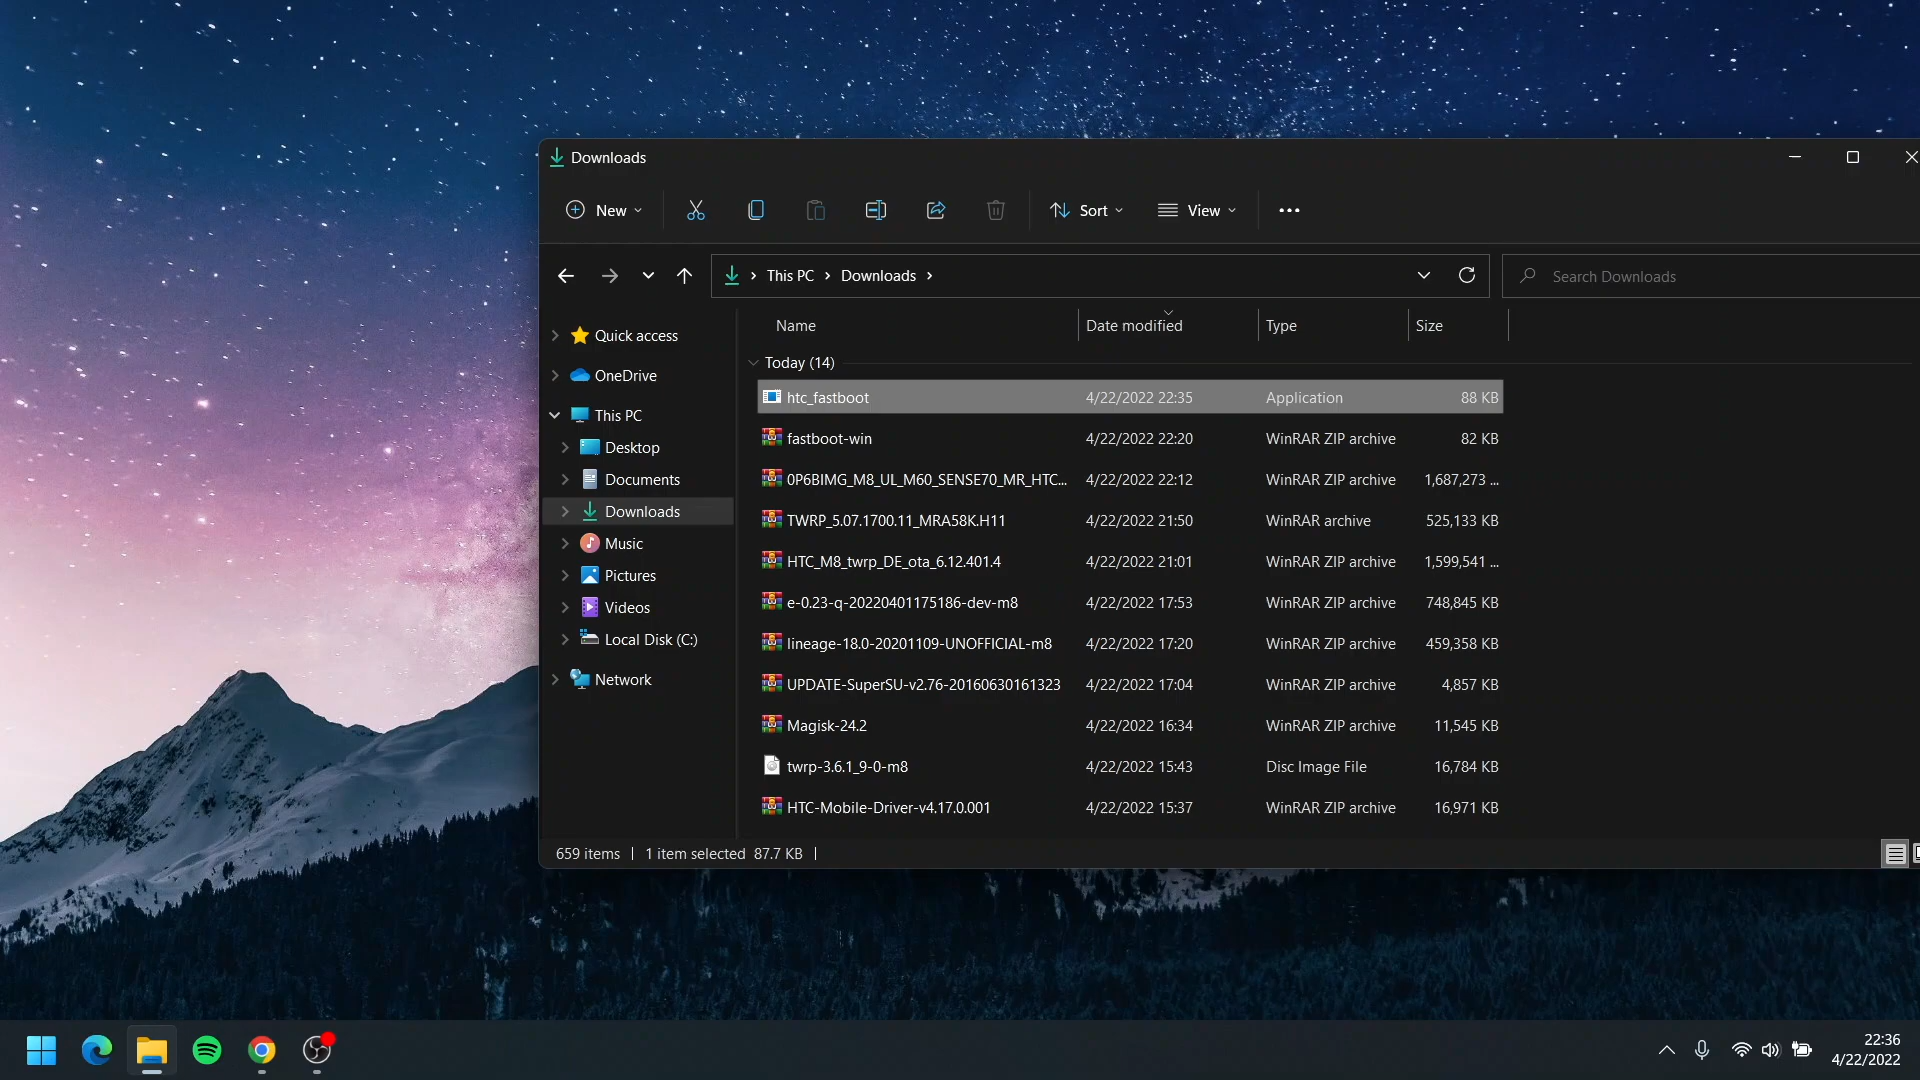 Downloads
New
Sort
View
This PC
Downloads
Search Downloads
Name
Date modified
Type
Size
Quick access
OneDrive
This PC
Desktop
Documents
Downloads
Music
Pictures
Videos
Local Disk (C:)
Network
Today (14)
htc_fastboot 4/22/2022 22:35 Application 88 KB
fastboot-win 4/22/2022 22:20 WinRAR ZIP archive 82 KB
0P6BIMG_M8_UL_M60_SENSE70_MR_HTC... 4/22/2022 22:12 WinRAR ZIP archive 1,687,273 ...
TWRP_5.07.1700.11_MRA58K.H11 4/22/2022 21:50 WinRAR archive 525,133 KB
HTC_M8_twrp_DE_ota_6.12.401.4 4/22/2022 21:01 WinRAR ZIP archive 1,599,541 ...
e-0.23-q-20220401175186-dev-m8 4/22/2022 17:53 WinRAR ZIP archive 748,845 KB
lineage-18.0-20201109-UNOFFICIAL-m8 4/22/2022 17:20 WinRAR ZIP archive 459,358 KB
UPDATE-SuperSU-v2.76-20160630161323 4/22/2022 17:04 WinRAR ZIP archive 4,857 KB
Magisk-24.2 4/22/2022 16:34 WinRAR ZIP archive 11,545 KB
twrp-3.6.1_9-0-m8 4/22/2022 15:43 Disc Image File 16,784 KB
HTC-Mobile-Driver-v4.17.0.001 4/22/2022 15:37 WinRAR ZIP archive 16,971 KB
659 items
1 item selected 87.7 KB
22:36
4/22/2022